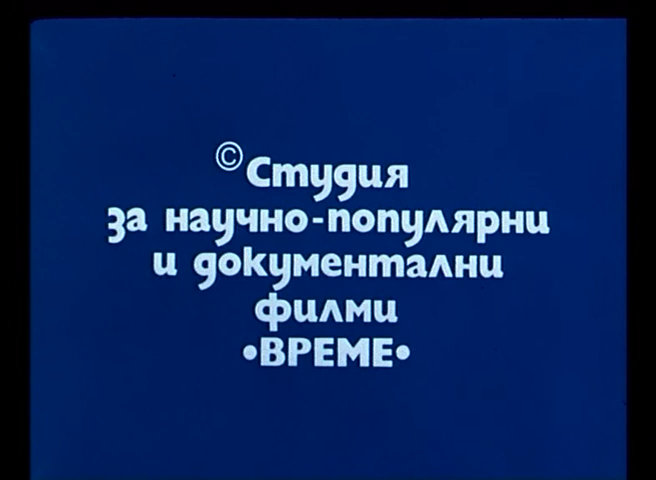 © Студия
за научно-популярни
и документални
филми
•ВРЕМЕ•